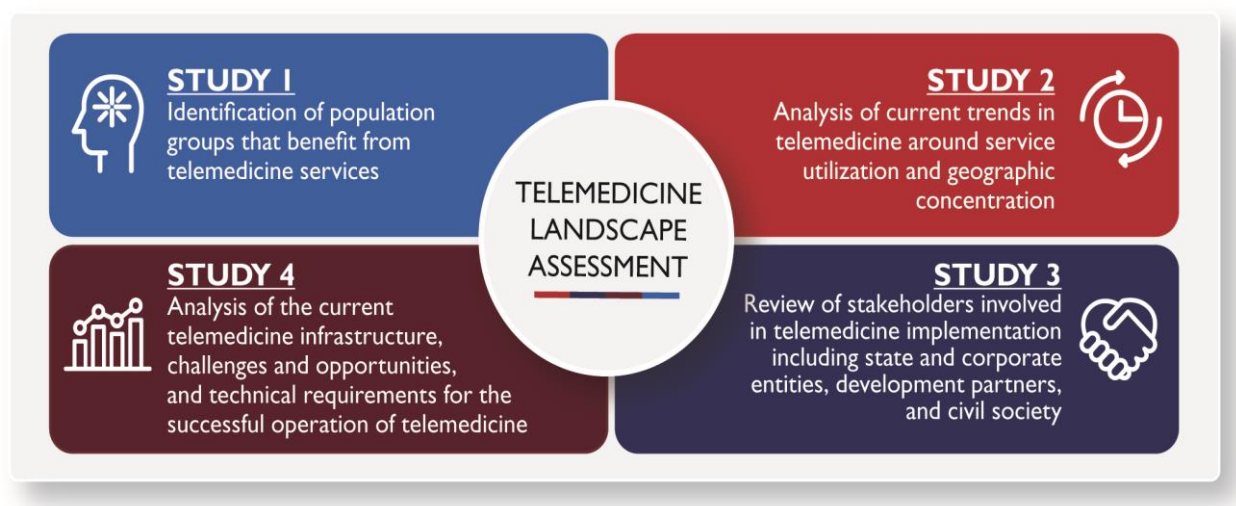 STUDY 1
Identification of population
groups that benefit from
telemedicine services
STUDY 2
Analysis of current trends in
telemedicine around service
utilization and geographic
concentration
TELEMEDICINE
LANDSCAPE
ASSESSMENT
STUDY 4
Analysis of the current
telemedicine infrastructure,
challenges and opportunities,
and technical requirements for the
successful operation of telemedicine
STUDY 3
Review of stakeholders involved
in telemedicine implementation
including state and corporate
entities, development partners,
and civil society